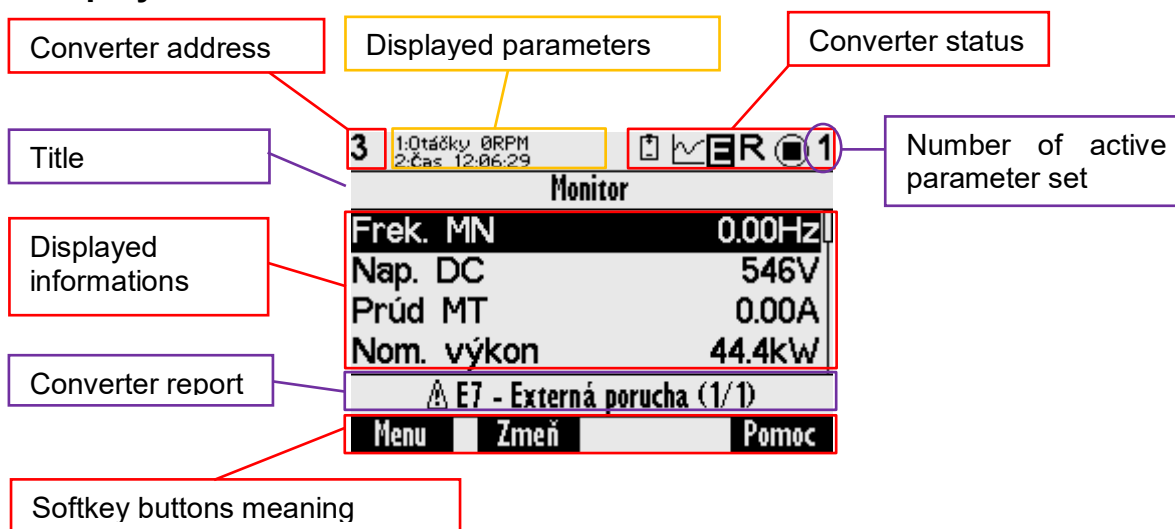 Converter address
Displayed parameters
Converter status
3
1:Otáčky 0RPM
2:Čas 12:06:29
E R 1
Title
Number of active
parameter set
Monitor
Displayed
informations
Frek. MN 0.00Hz
Nap. DC 546V
Prúd MT 0.00A
Nom. výkon 44.4kW
Converter report
E7 - Externá porucha (1/1)
Menu Zmeň Pomoc
Softkey buttons meaning